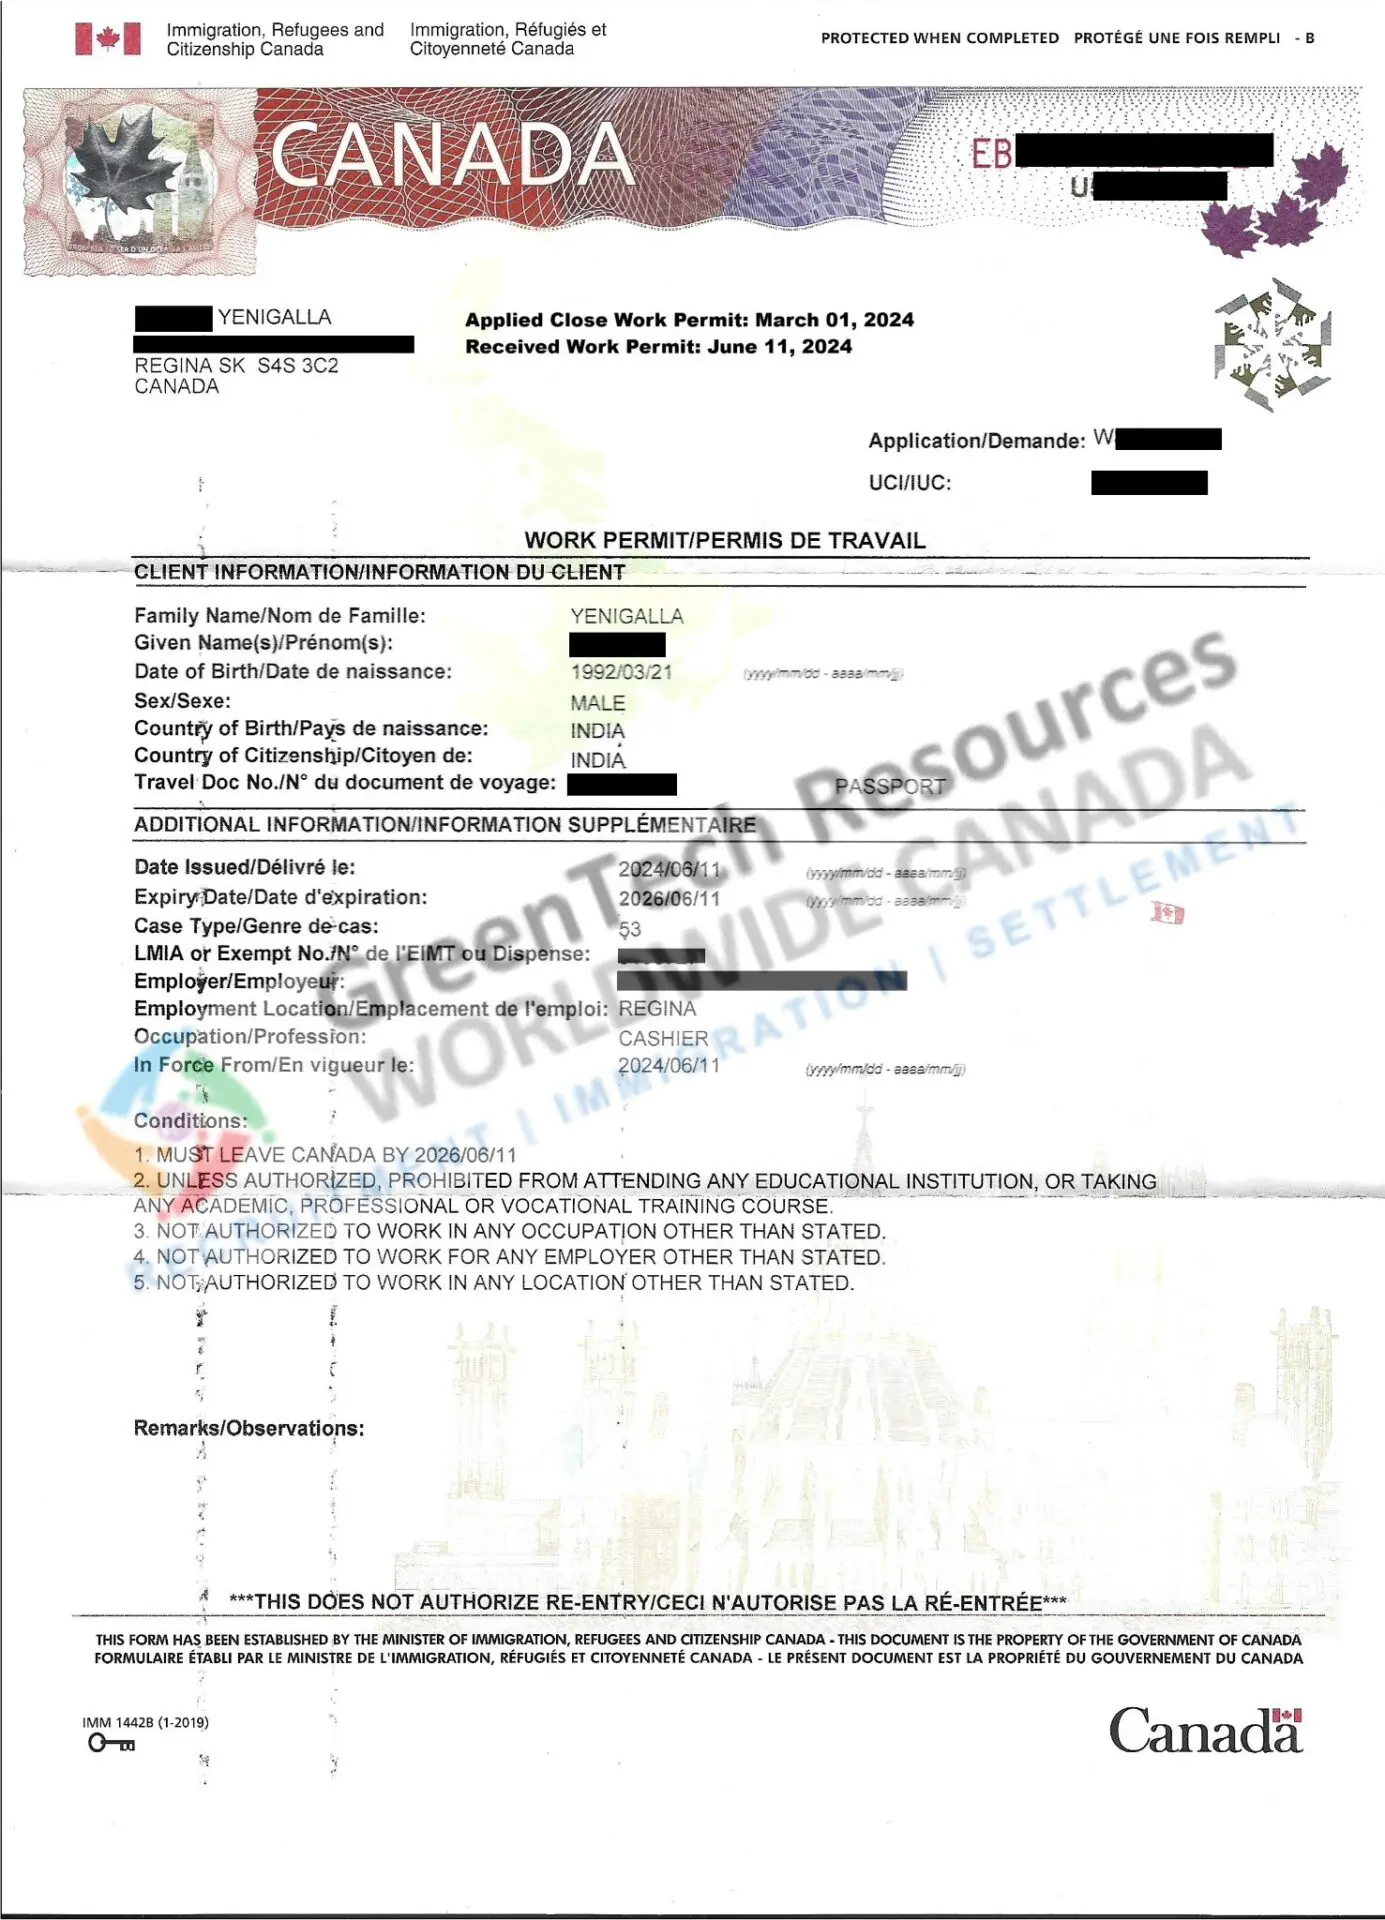 Immigration, Refugees and Citizenship Canada
Immigration, Réfugiés et Citoyenneté Canada
PROTECTED WHEN COMPLETED PROTÉGÉ UNE FOIS REMPLI - B
CANADA
EB
U
YENIGALLA
REGINA SK S4S 3C2
CANADA
Applied Close Work Permit: March 01, 2024
Received Work Permit: June 11, 2024
Application/Demande: W
UCI/IUC:
WORK PERMIT/PERMIS DE TRAVAIL
CLIENT INFORMATION/INFORMATION DU CLIENT
Family Name/Nom de Famille: YENIGALLA
Given Name(s)/Prénom(s):
Date of Birth/Date de naissance: 1992/03/21 (yyyy/mm/dd - aaaa/mm/jj)
Sex/Sexe: MALE
Country of Birth/Pays de naissance: INDIA
Country of Citizenship/Citoyen de: INDIA
Travel Doc No./N° du document de voyage: PASSPORT
ADDITIONAL INFORMATION/INFORMATION SUPPLÉMENTAIRE
Date Issued/Délivré le: 2024/06/11 (yyyy/mm/dd - aaaa/mm/jj)
Expiry Date/Date d'expiration: 2026/06/11 (yyyy/mm/dd - aaaa/mm/jj)
Case Type/Genre de cas: 53
LMIA or Exempt No./N° de l'EIMT ou Dispense:
Employer/Employeur:
Employment Location/Emplacement de l'emploi: REGINA
Occupation/Profession: CASHIER
In Force From/En vigueur le: 2024/06/11 (yyyy/mm/dd - aaaa/mm/jj)
Conditions:
1. MUST LEAVE CANADA BY 2026/06/11
2. UNLESS AUTHORIZED, PROHIBITED FROM ATTENDING ANY EDUCATIONAL INSTITUTION, OR TAKING
ANY ACADEMIC, PROFESSIONAL OR VOCATIONAL TRAINING COURSE.
3. NOT AUTHORIZED TO WORK IN ANY OCCUPATION OTHER THAN STATED.
4. NOT AUTHORIZED TO WORK FOR ANY EMPLOYER OTHER THAN STATED.
5. NOT AUTHORIZED TO WORK IN ANY LOCATION OTHER THAN STATED.
GreenTech Resources
WORLDWIDE CANADA
RECRUITMENT | IMMIGRATION | SETTLEMENT
Remarks/Observations:
***THIS DOES NOT AUTHORIZE RE-ENTRY/CECI N'AUTORISE PAS LA RÉ-ENTRÉE***
THIS FORM HAS BEEN ESTABLISHED BY THE MINISTER OF IMMIGRATION, REFUGEES AND CITIZENSHIP CANADA - THIS DOCUMENT IS THE PROPERTY OF THE GOVERNMENT OF CANADA
FORMULAIRE ÉTABLI PAR LE MINISTRE DE L'IMMIGRATION, RÉFUGIÉS ET CITOYENNETÉ CANADA - LE PRÉSENT DOCUMENT EST LA PROPRIÉTÉ DU GOUVERNEMENT DU CANADA
IMM 1442B (1-2019)
Canada